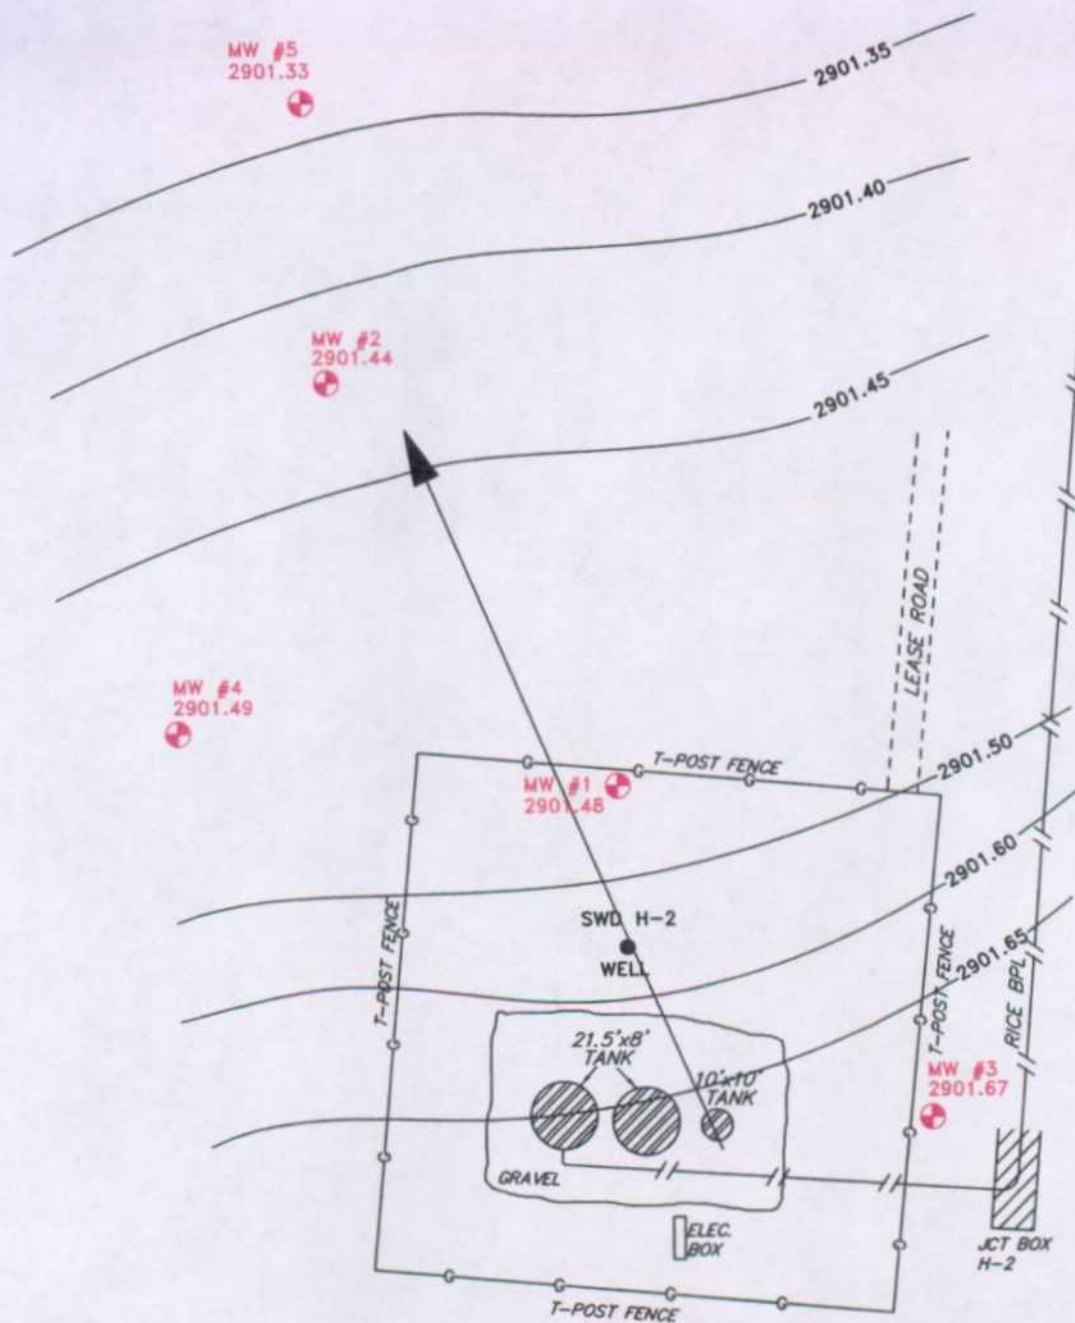 MW #5
2901.33
2901.35
2901.40
MW #2
2901.44
2901.45
LEASE ROAD
MW #4
2901.49
T-POST FENCE
2901.50
MW #1
2901.48
2901.60
SWD H-2
WELL
T-POST FENCE
T-POST FENCE
2901.65
RICE BPL
21.5'x8'
TANK
10'x10'
TANK
MW #3
2901.67
GRAVEL
ELEC.
BOX
JCT BOX
H-2
T-POST FENCE